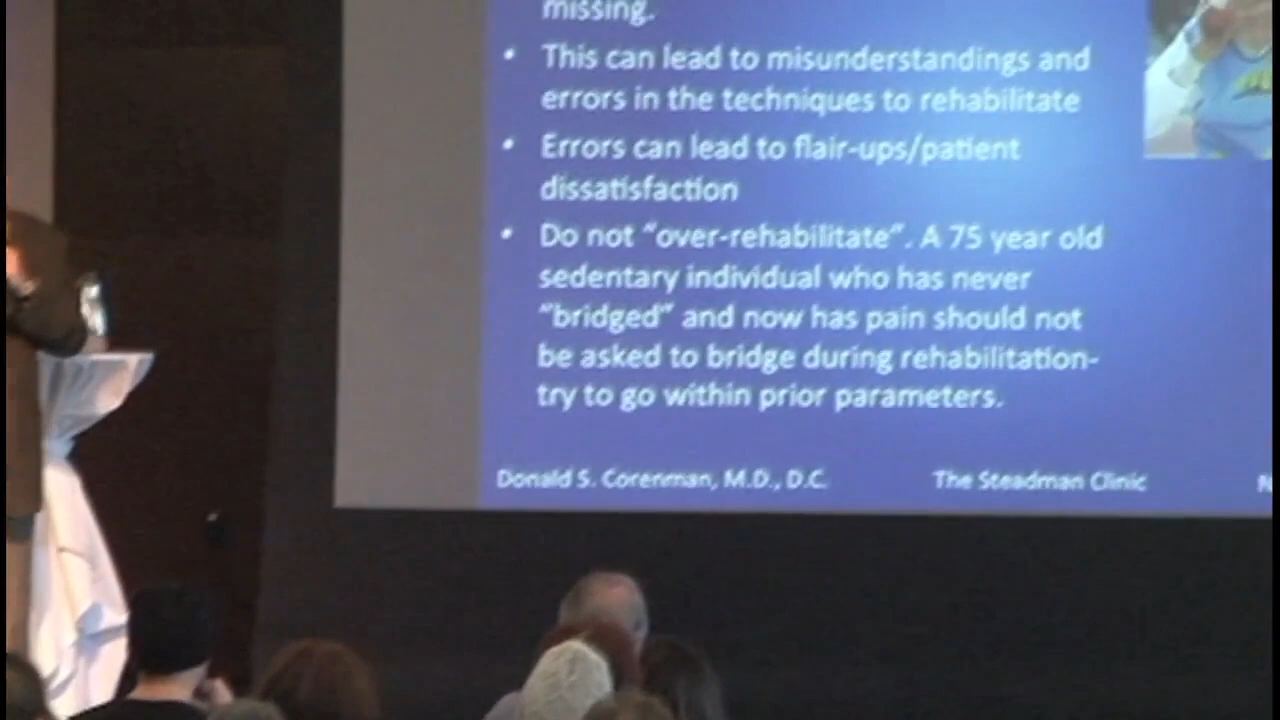 missing.
• This can lead to misunderstandings and
errors in the techniques to rehabilitate
• Errors can lead to flair-ups/patient
dissatisfaction
• Do not “over-rehabilitate”. A 75 year old
sedentary individual who has never
“bridged” and now has pain should not
be asked to bridge during rehabilitation-
try to go within prior parameters.
Donald S. Corenman, M.D., D.C. The Steadman Clinic N